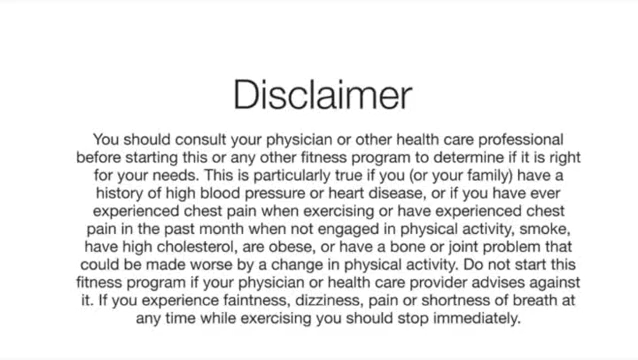 Disclaimer
You should consult your physician or other health care professional
before starting this or any other fitness program to determine if it is right
for your needs. This is particularly true if you (or your family) have a
history of high blood pressure or heart disease, or if you have ever
experienced chest pain when exercising or have experienced chest
pain in the past month when not engaged in physical activity, smoke,
have high cholesterol, are obese, or have a bone or joint problem that
could be made worse by a change in physical activity. Do not start this
fitness program if your physician or health care provider advises against
it. If you experience faintness, dizziness, pain or shortness of breath at
any time while exercising you should stop immediately.